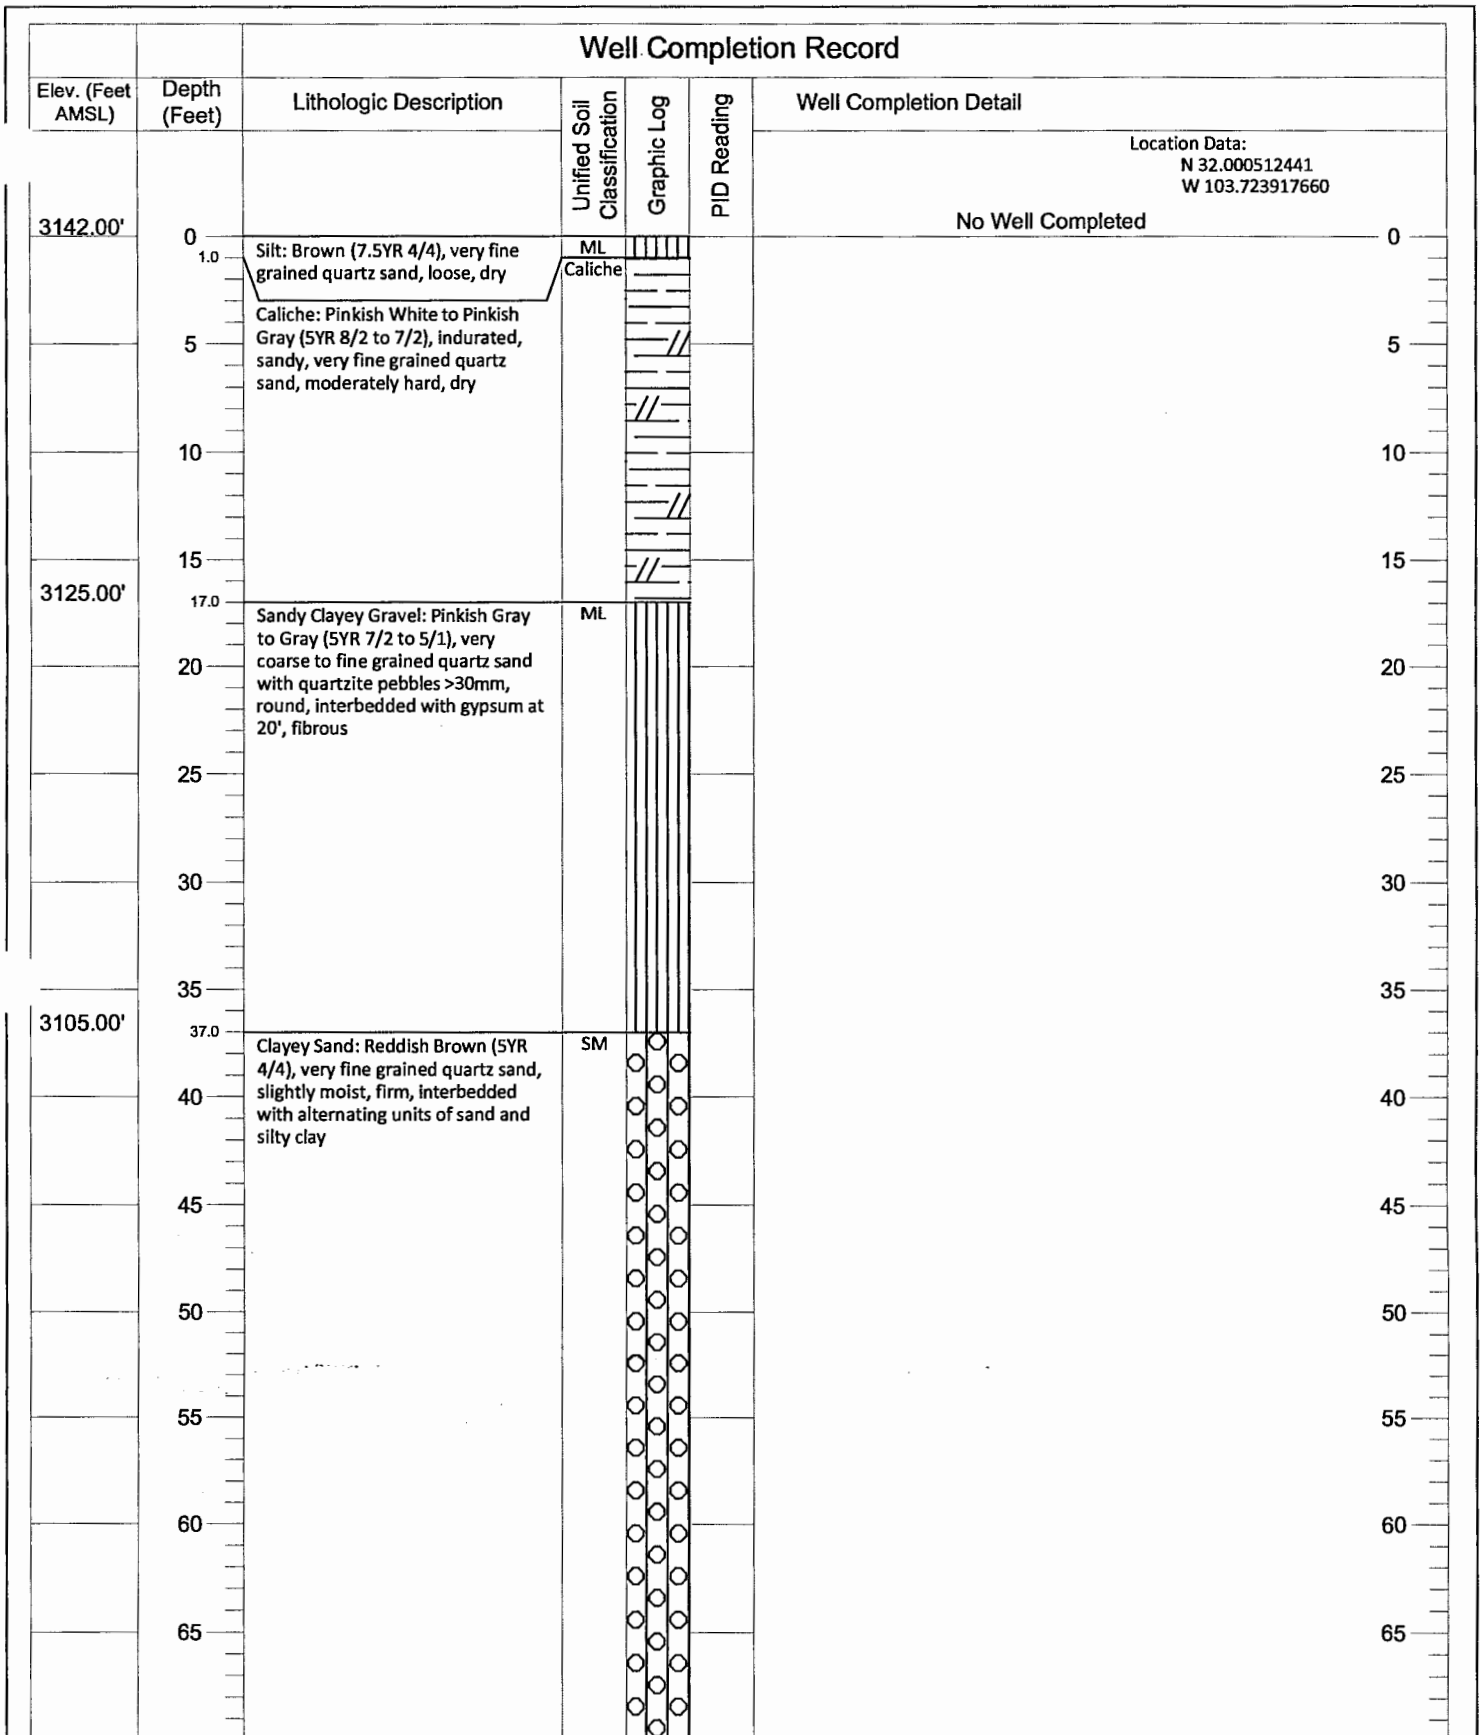 Well Completion Record
Elev. (Feet
AMSL)
Depth
(Feet)
Lithologic Description
Unified Soil
Classification
Graphic Log
PID Reading
Well Completion Detail
Location Data:
N 32.000512441
W 103.723917660
No Well Completed
3142.00'
0
0
1.0
Silt: Brown (7.5YR 4/4), very fine
grained quartz sand, loose, dry
ML
Caliche
Caliche: Pinkish White to Pinkish
Gray (5YR 8/2 to 7/2), indurated,
sandy, very fine grained quartz
sand, moderately hard, dry
5
5
10
10
15
15
3125.00'
17.0
Sandy Clayey Gravel: Pinkish Gray
to Gray (5YR 7/2 to 5/1), very
coarse to fine grained quartz sand
with quartzite pebbles >30mm,
round, interbedded with gypsum at
20', fibrous
ML
20
20
25
25
30
30
35
35
3105.00'
37.0
Clayey Sand: Reddish Brown (5YR
4/4), very fine grained quartz sand,
slightly moist, firm, interbedded
with alternating units of sand and
silty clay
SM
40
40
45
45
50
50
55
55
60
60
65
65